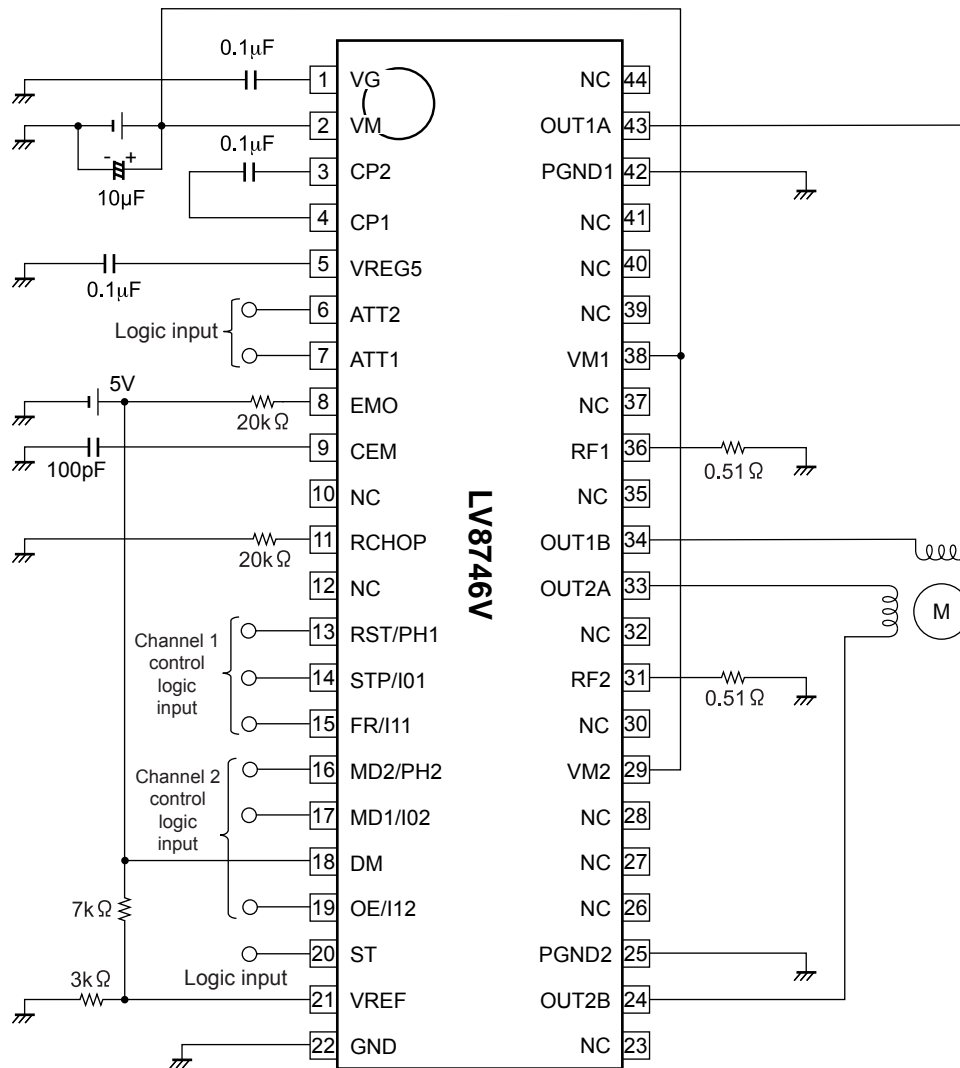 0.1µF
1 VG
NC 44
2 VM
OUT1A 43
- +
10µF
0.1µF
3 CP2
PGND1 42
4 CP1
NC 41
5 VREG5
NC 40
0.1µF
6 ATT2
NC 39
Logic input
7 ATT1
VM1 38
5V
8 EMO
NC 37
20kΩ
9 CEM
RF1 36
100pF
0.51Ω
10 NC
NC 35
LV8746V
11 RCHOP
OUT1B 34
20kΩ
12 NC
OUT2A 33
M
Channel 1
control
logic
input
13 RST/PH1
NC 32
14 STP/I01
RF2 31
0.51Ω
15 FR/I11
NC 30
Channel 2
control
logic
input
16 MD2/PH2
VM2 29
17 MD1/I02
NC 28
18 DM
NC 27
7kΩ
19 OE/I12
NC 26
20 ST
PGND2 25
Logic input
3kΩ
21 VREF
OUT2B 24
22 GND
NC 23